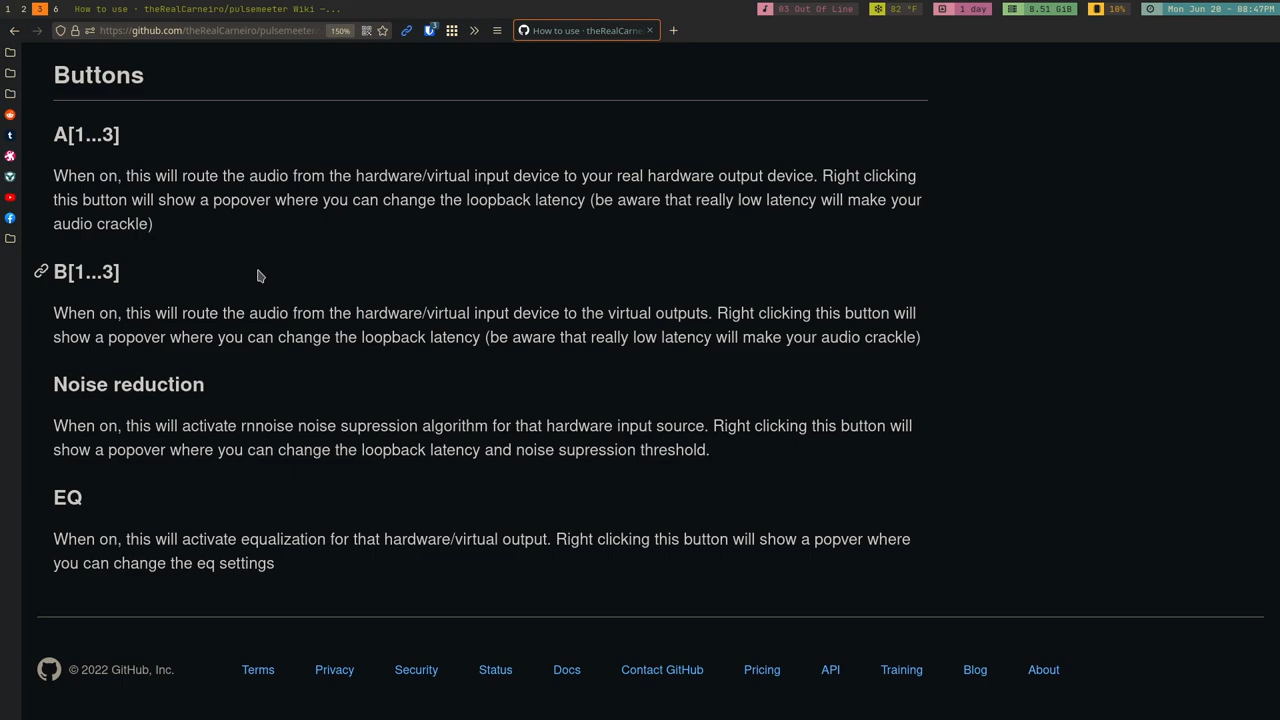 1 2 3 6 How to use · theRealCarneiro/pulsemeeter Wiki —... 03 Out Of Line 82 °F 1 day 8.51 GiB 10% Mon Jun 20 - 08:47PM
https://github.com/theRealCarneiro/pulsemeeter 150% 3 How to use · theRealCarne
Buttons
A[1...3]
When on, this will route the audio from the hardware/virtual input device to your real hardware output device. Right clicking
this button will show a popover where you can change the loopback latency (be aware that really low latency will make your
audio crackle)
B[1...3]
When on, this will route the audio from the hardware/virtual input device to the virtual outputs. Right clicking this button will
show a popover where you can change the loopback latency (be aware that really low latency will make your audio crackle)
Noise reduction
When on, this will activate rnnoise noise supression algorithm for that hardware input source. Right clicking this button will
show a popover where you can change the loopback latency and noise supression threshold.
EQ
When on, this will activate equalization for that hardware/virtual output. Right clicking this button will show a popver where
you can change the eq settings
© 2022 GitHub, Inc. Terms Privacy Security Status Docs Contact GitHub Pricing API Training Blog About